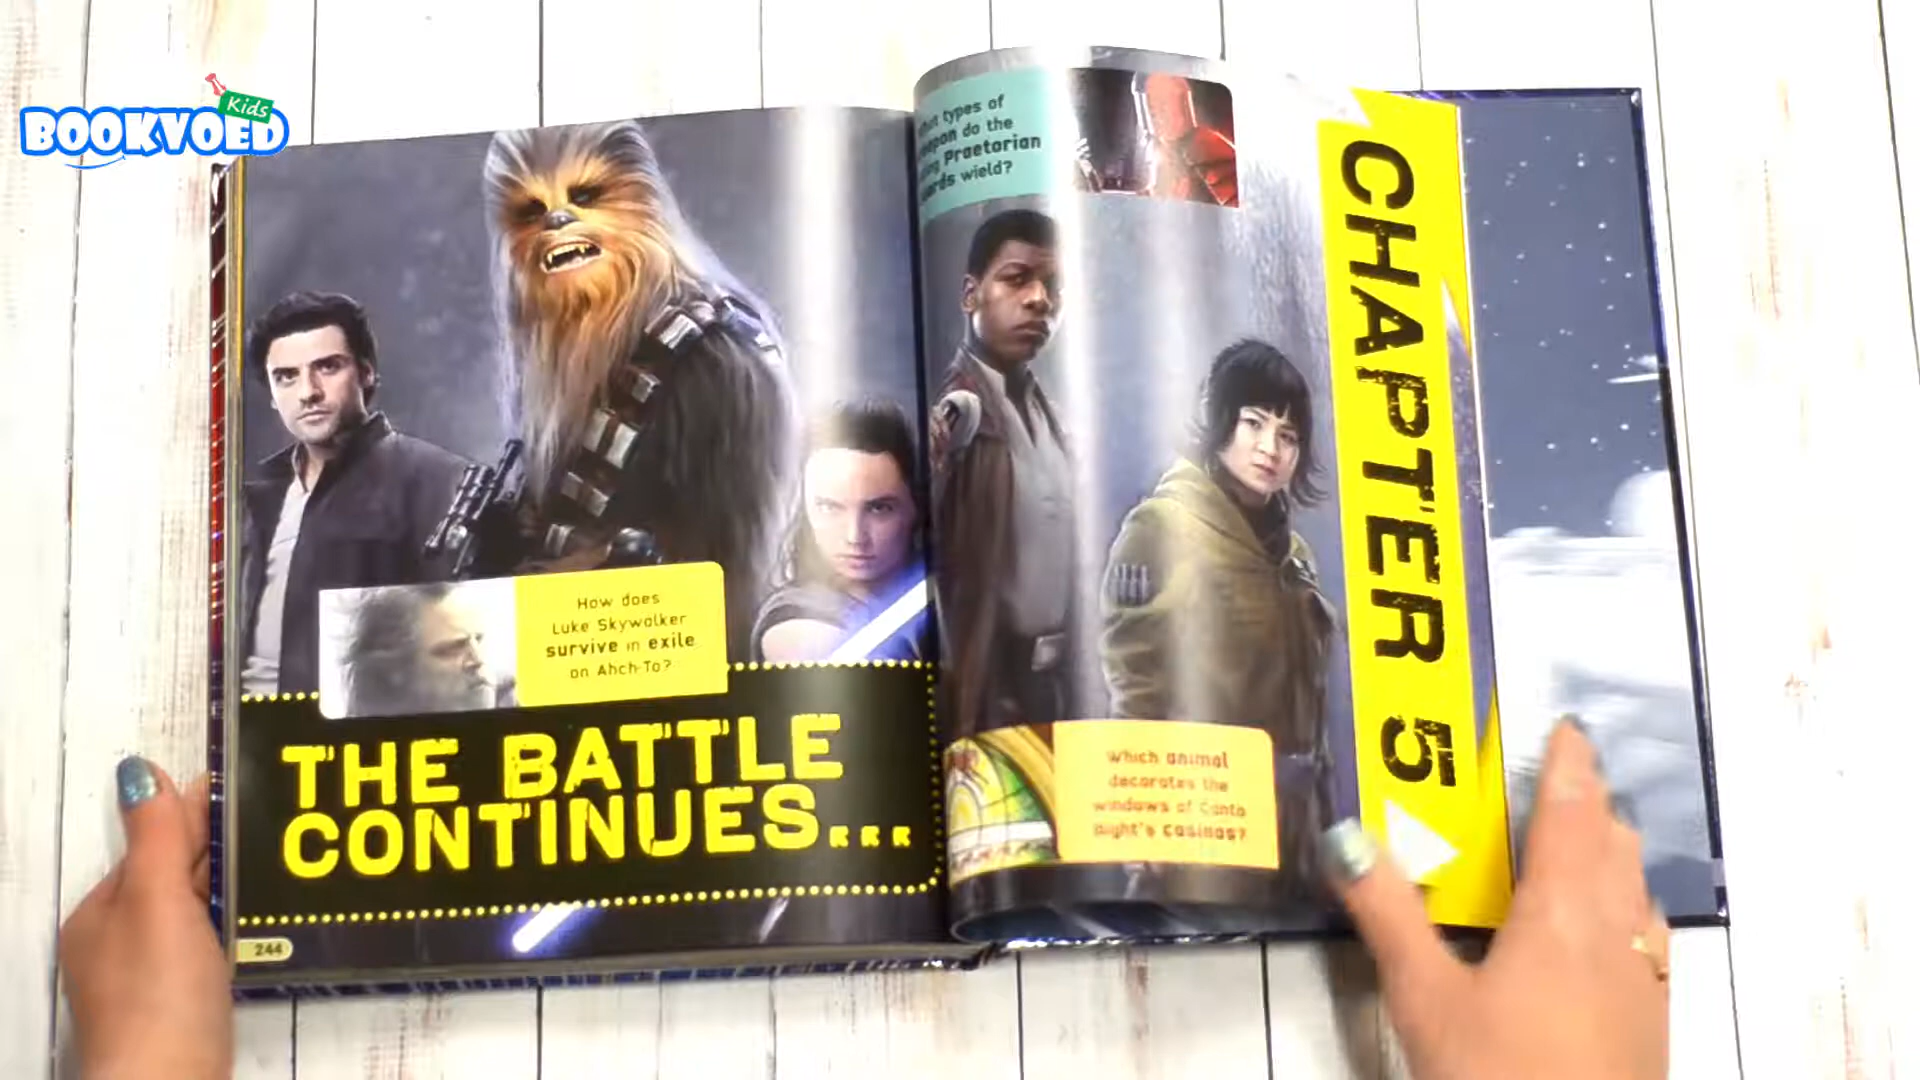 Kids
BOOKVOED
How does
Luke Skywalker
survive in exile
on Ahch-To?
THE BATTLE
CONTINUES...
244
types of
do the
Praetorian
wield?
Which animal
decorates the
windows of Canto
Bight's casinos?
CHAPTER 5